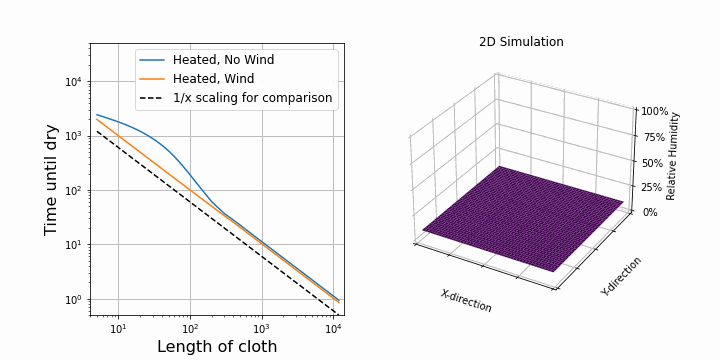 2D Simulation
Heated, No Wind
Heated, Wind
1/x scaling for comparison
Time until dry
10⁴
10³
10²
10¹
10⁰
10¹
10²
10³
10⁴
Length of cloth
100%
75%
50%
25%
0%
Relative Humidity
X-direction
Y-direction